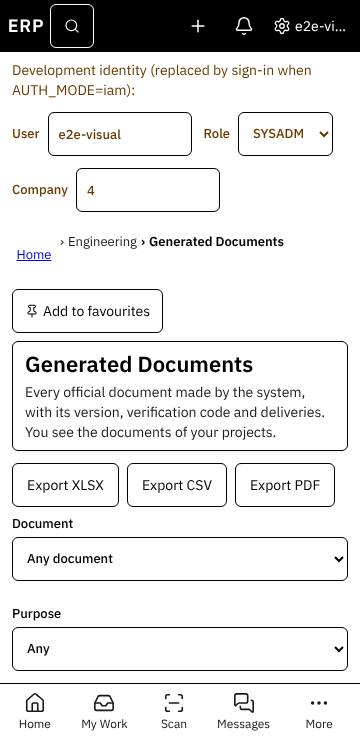 ERP
e2e-vi...
Development identity (replaced by sign-in when
AUTH_MODE=iam):
User e2e-visual Role SYSADM
Company 4
Home › Engineering › Generated Documents
Add to favourites
Generated Documents
Every official document made by the system,
with its version, verification code and deliveries.
You see the documents of your projects.
Export XLSX Export CSV Export PDF
Document
Any document
Purpose
Any
Home My Work Scan Messages More